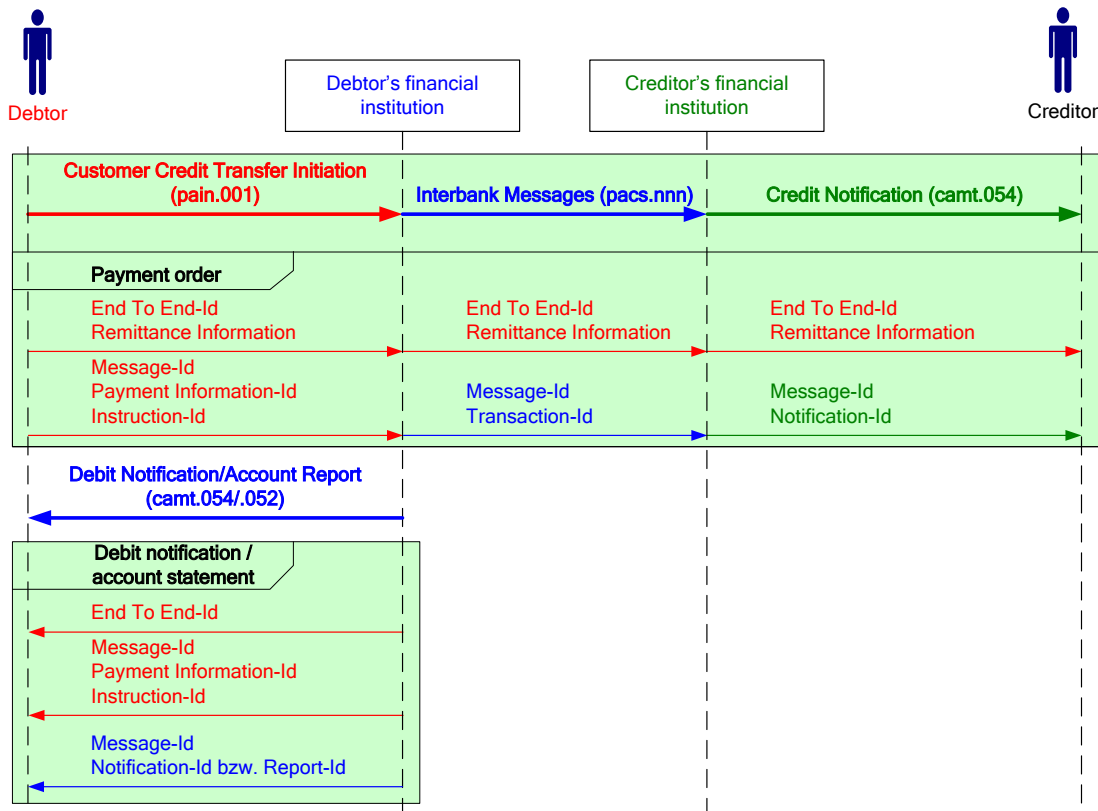 Debtor
Debtor's financial
institution
Creditor's financial
institution
Creditor
Customer Credit Transfer Initiation
(pain.001)
Interbank Messages (pacs.nnn)
Credit Notification (camt.054)
Payment order
End To End-Id
Remittance Information
End To End-Id
Remittance Information
End To End-Id
Remittance Information
Message-Id
Payment Information-Id
Instruction-Id
Message-Id
Transaction-Id
Message-Id
Notification-Id
Debit Notification/Account Report
(camt.054/.052)
Debit notification /
account statement
End To End-Id
Message-Id
Payment Information-Id
Instruction-Id
Message-Id
Notification-Id bzw. Report-Id